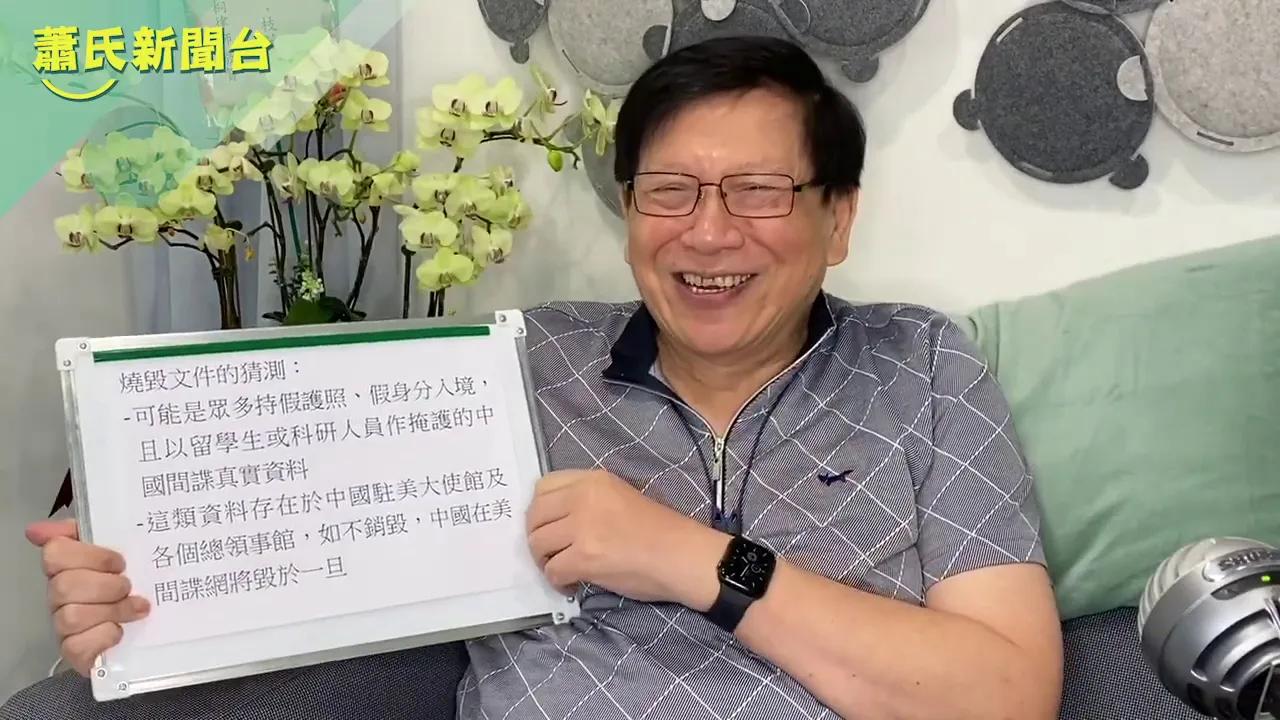 蕭氏新聞台
燒毀文件的猜測：
-可能是眾多持假護照、假身分入境，
且以留學生或科研人員作掩護的中
國間諜真實資料
-這類資料存在於中國駐美大使館及
各個總領事館，如不銷毀，中國在美
間諜網將毀於一旦
SHURE